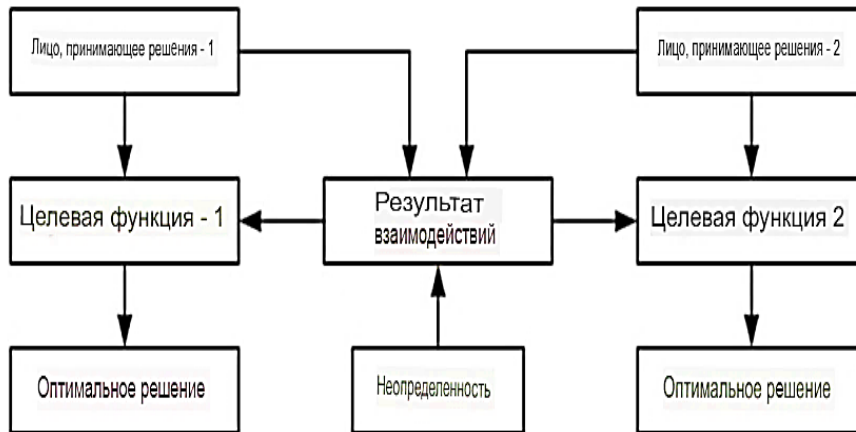 Лицо, принимающее решения - 1
Лицо, принимающее решения - 2
Целевая функция - 1
Результат
взаимодействий
Целевая функция 2
Оптимальное решение
Неопределенность
Оптимальное решение